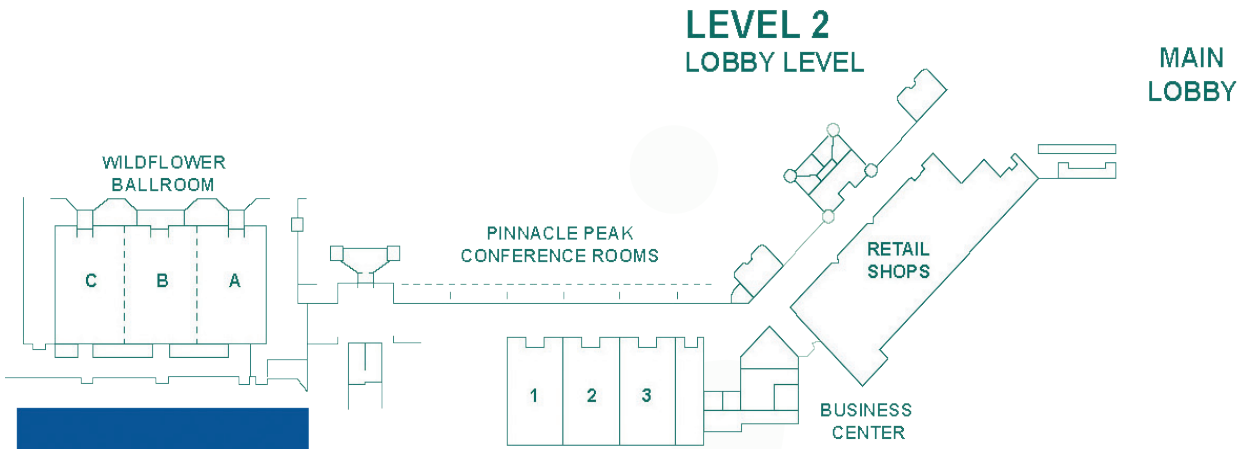 LEVEL 2
LOBBY LEVEL
MAIN
LOBBY
WILDFLOWER
BALLROOM
PINNACLE PEAK
CONFERENCE ROOMS
RETAIL
SHOPS
C
B
A
1
2
3
BUSINESS
CENTER